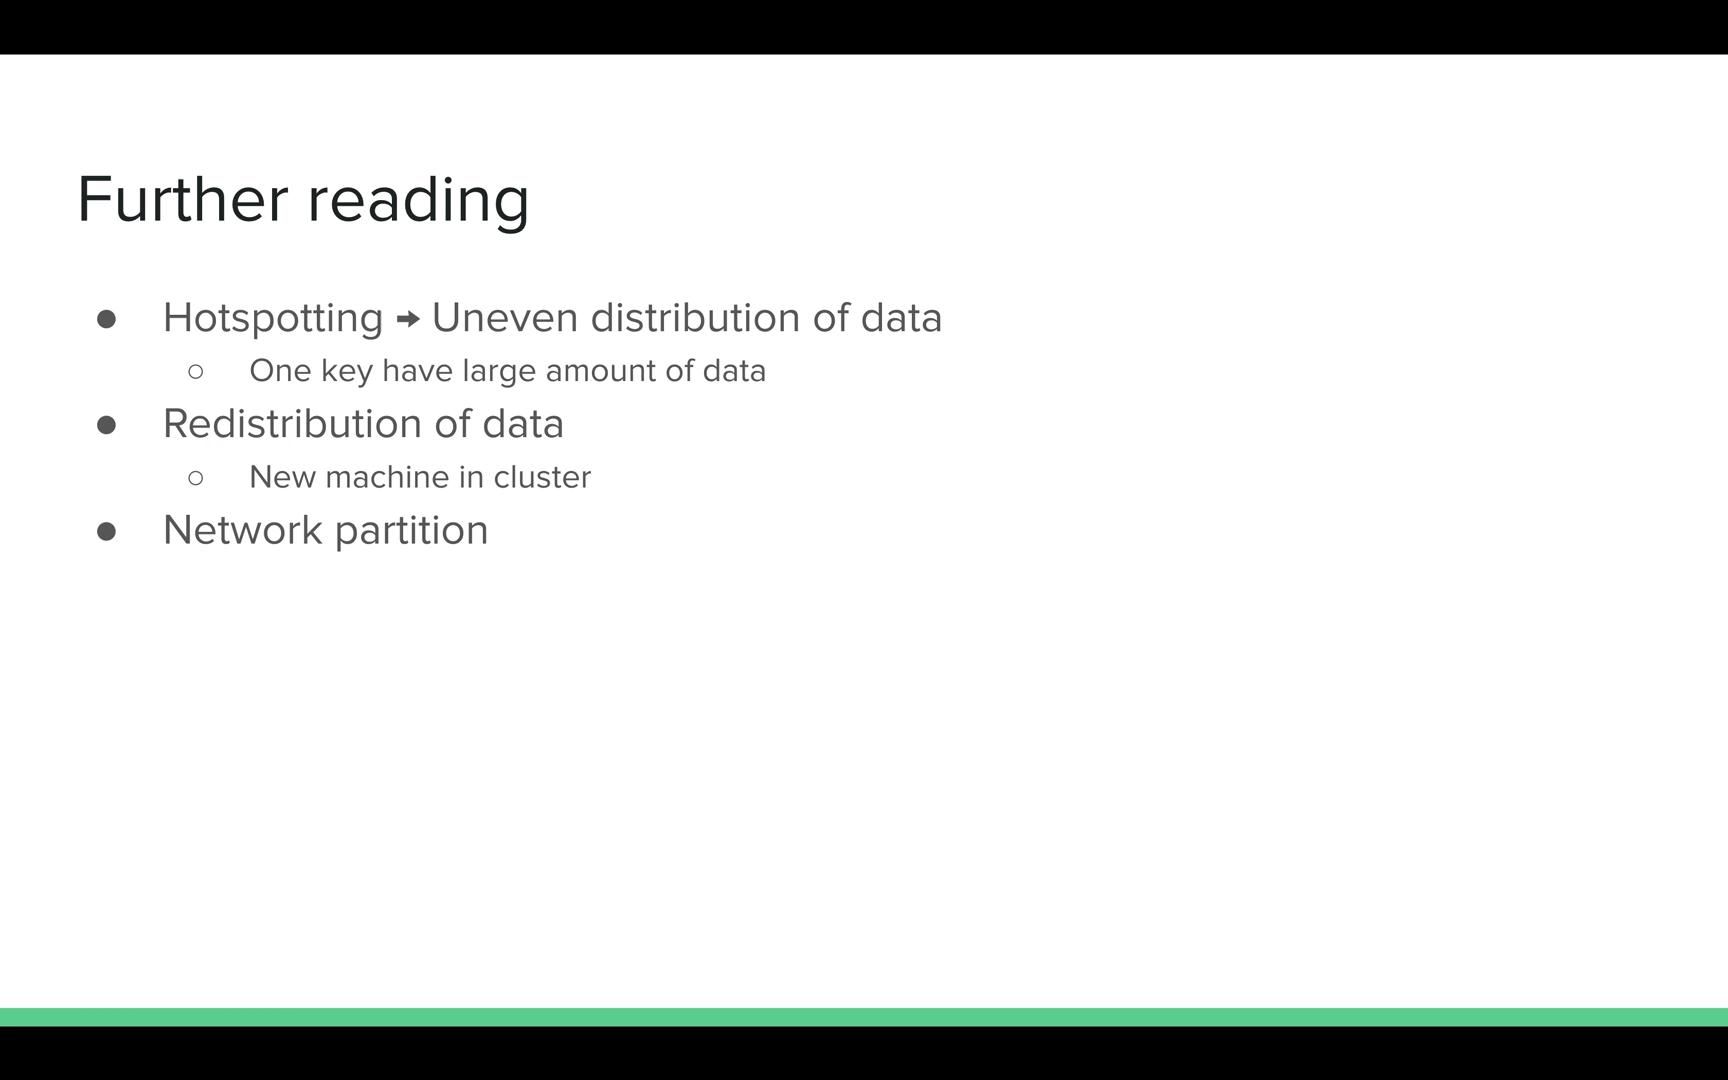 Further reading
● Hotspotting → Uneven distribution of data
○ One key have large amount of data
● Redistribution of data
○ New machine in cluster
● Network partition